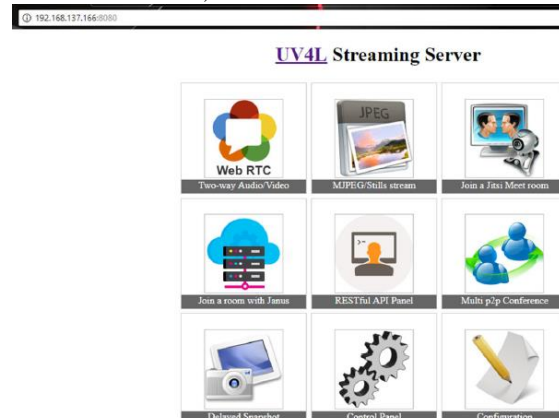 192.168.137.166:8080
UV4L Streaming Server
Web RTC
Two-way Audio/Video
JPEG
MJPEG/Stills stream
Join a Jitsi Meet room
Join a room with Janus
RESTful API Panel
Multi p2p Conference
Delayed Snapshot
Control Panel
Configuration